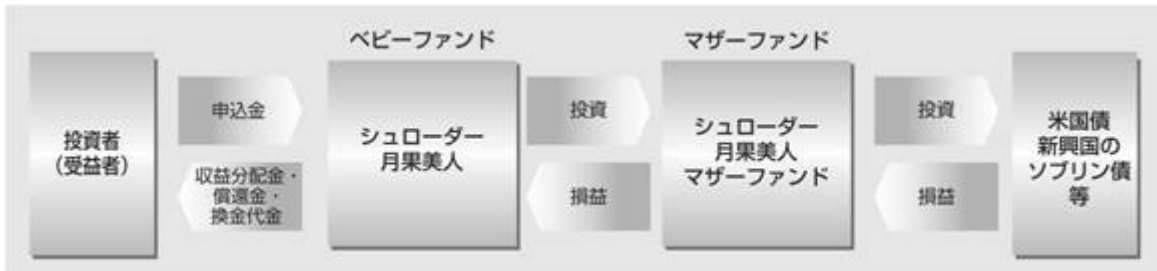 ベビーファンド
マザーファンド
投資者
(受益者)
申込金
収益分配金・
償還金・
換金代金
シュローダー
月果美人
投資
損益
シュローダー
月果美人
マザーファンド
投資
損益
米国債
新興国の
ソブリン債
等